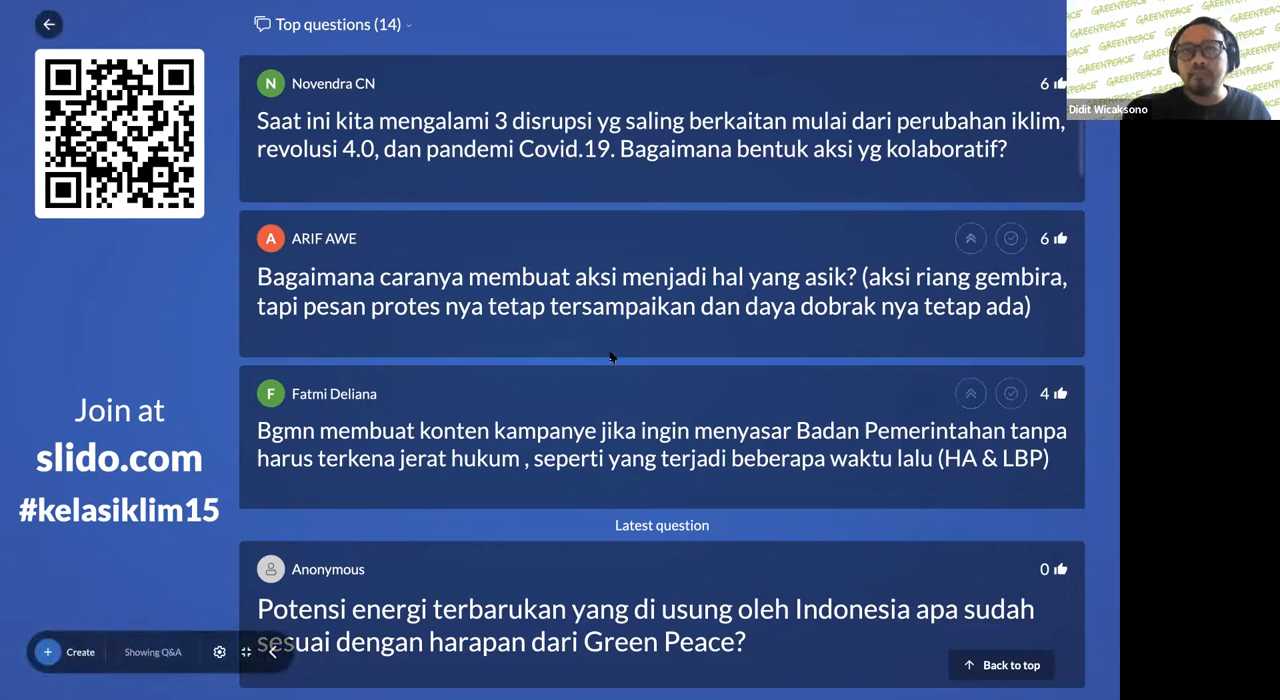 Top questions (14)
GREENPEACE
Didit Wicaksono
N
Novendra CN
6
Saat ini kita mengalami 3 disrupsi yg saling berkaitan mulai dari perubahan iklim,
revolusi 4.0, dan pandemi Covid.19. Bagaimana bentuk aksi yg kolaboratif?
A
ARIF AWE
6
Bagaimana caranya membuat aksi menjadi hal yang asik? (aksi riang gembira,
tapi pesan protes nya tetap tersampaikan dan daya dobrak nya tetap ada)
F
Fatmi Deliana
4
Bgmn membuat konten kampanye jika ingin menyasar Badan Pemerintahan tanpa
harus terkena jerat hukum , seperti yang terjadi beberapa waktu lalu (HA & LBP)
Join at
slido.com
#kelasiklim15
Latest question
Anonymous
0
Potensi energi terbarukan yang di usung oleh Indonesia apa sudah
sesuai dengan harapan dari Green Peace?
Create
Showing Q&A
Back to top